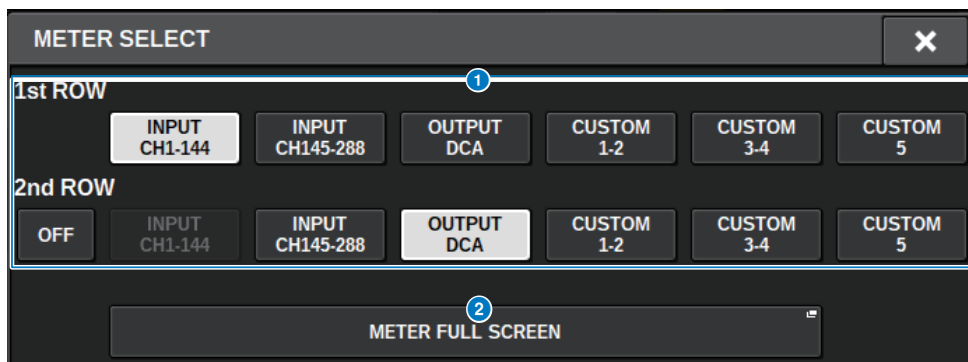 METER SELECT
1
1st ROW
INPUT CH1-144
INPUT CH145-288
OUTPUT DCA
CUSTOM 1-2
CUSTOM 3-4
CUSTOM 5
2nd ROW
OFF
INPUT CH1-144
INPUT CH145-288
OUTPUT DCA
CUSTOM 1-2
CUSTOM 3-4
CUSTOM 5
2
METER FULL SCREEN